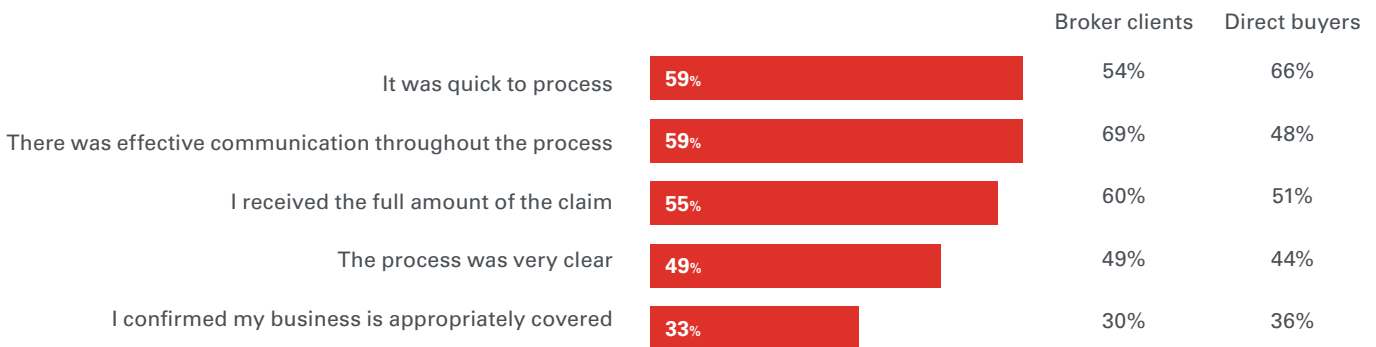 Broker clients Direct buyers
It was quick to process 59% 54% 66%
There was effective communication throughout the process 59% 69% 48%
I received the full amount of the claim 55% 60% 51%
The process was very clear 49% 49% 44%
I confirmed my business is appropriately covered 33% 30% 36%